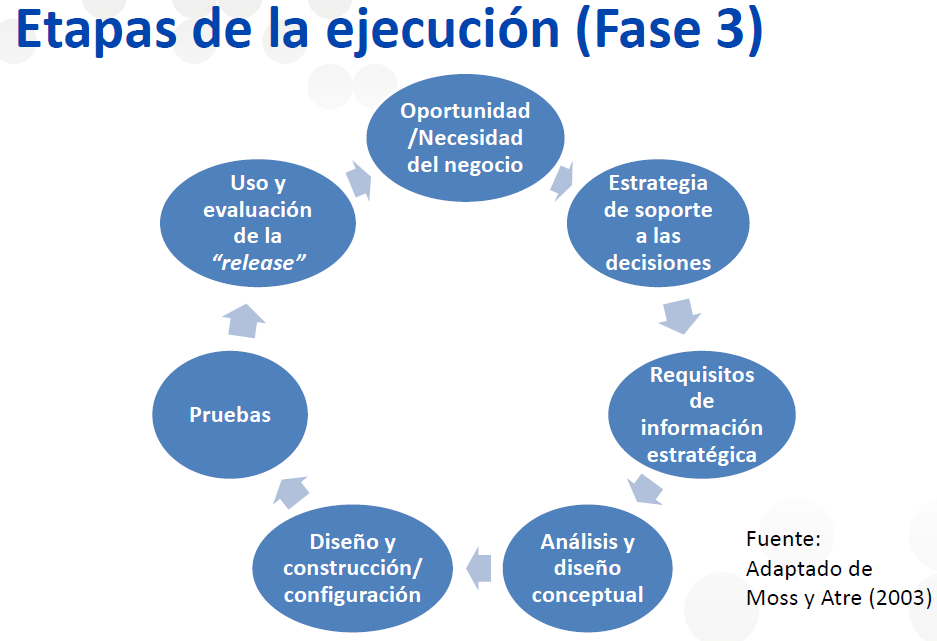 Etapas de la ejecución (Fase 3)
Oportunidad
/Necesidad
del negocio
Estrategia
de soporte
a las
decisiones
Requisitos
de
información
estratégica
Análisis y
diseño
conceptual
Diseño y
construcción/
configuración
Pruebas
Uso y
evaluación
de la
“release”
Fuente:
Adaptado de
Moss y Atre (2003)